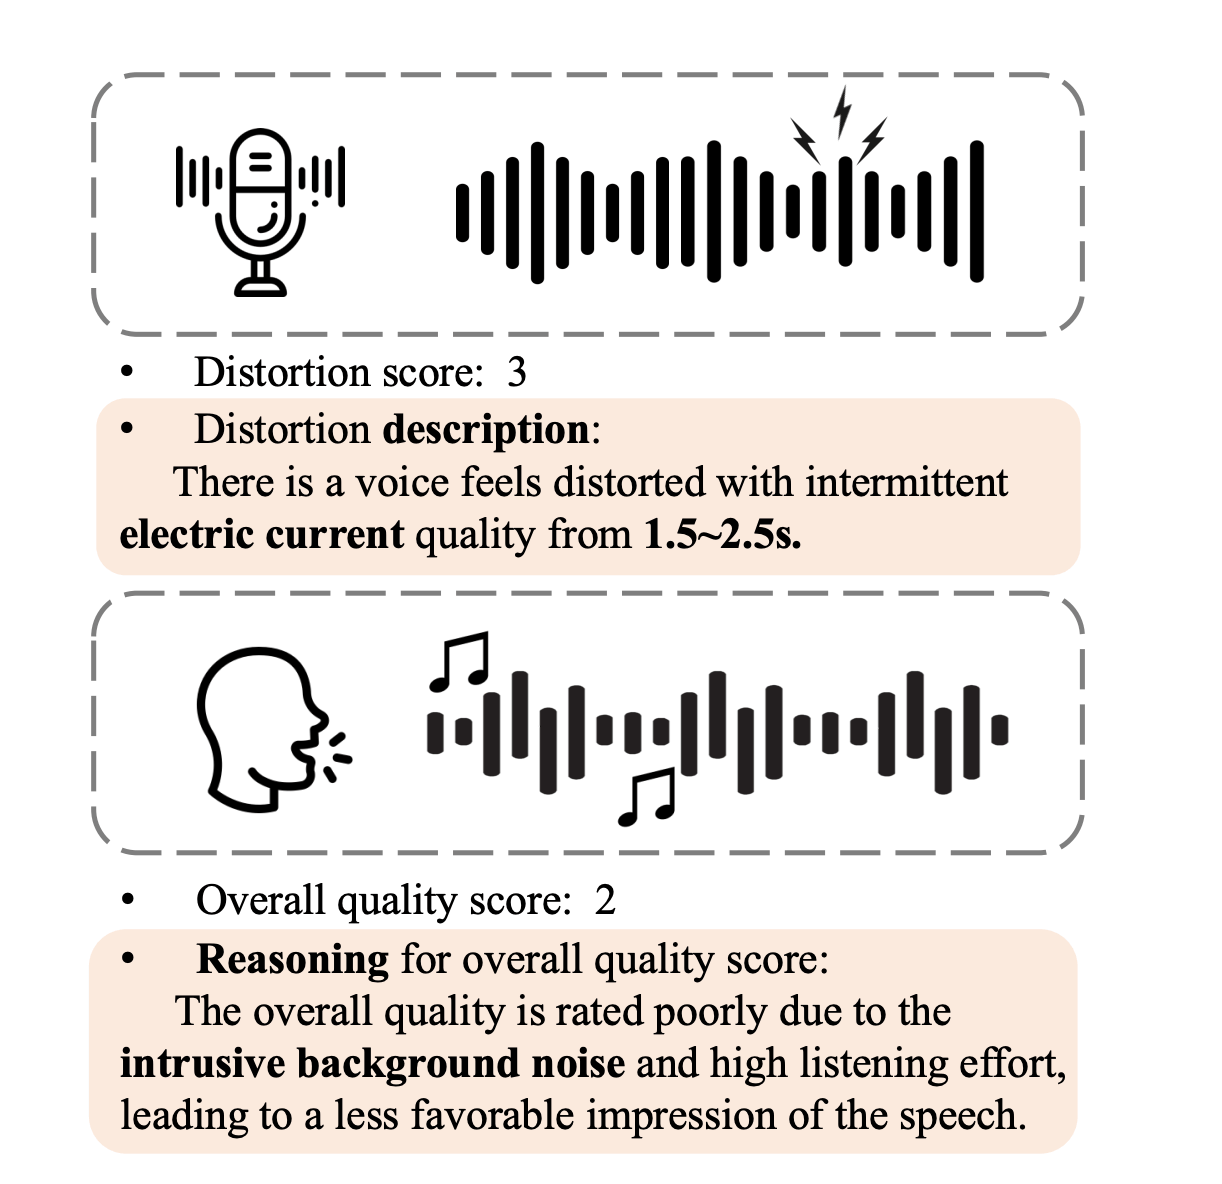 • Distortion score: 3
• Distortion description:
There is a voice feels distorted with intermittent
electric current quality from 1.5~2.5s.
• Overall quality score: 2
• Reasoning for overall quality score:
The overall quality is rated poorly due to the
intrusive background noise and high listening effort,
leading to a less favorable impression of the speech.